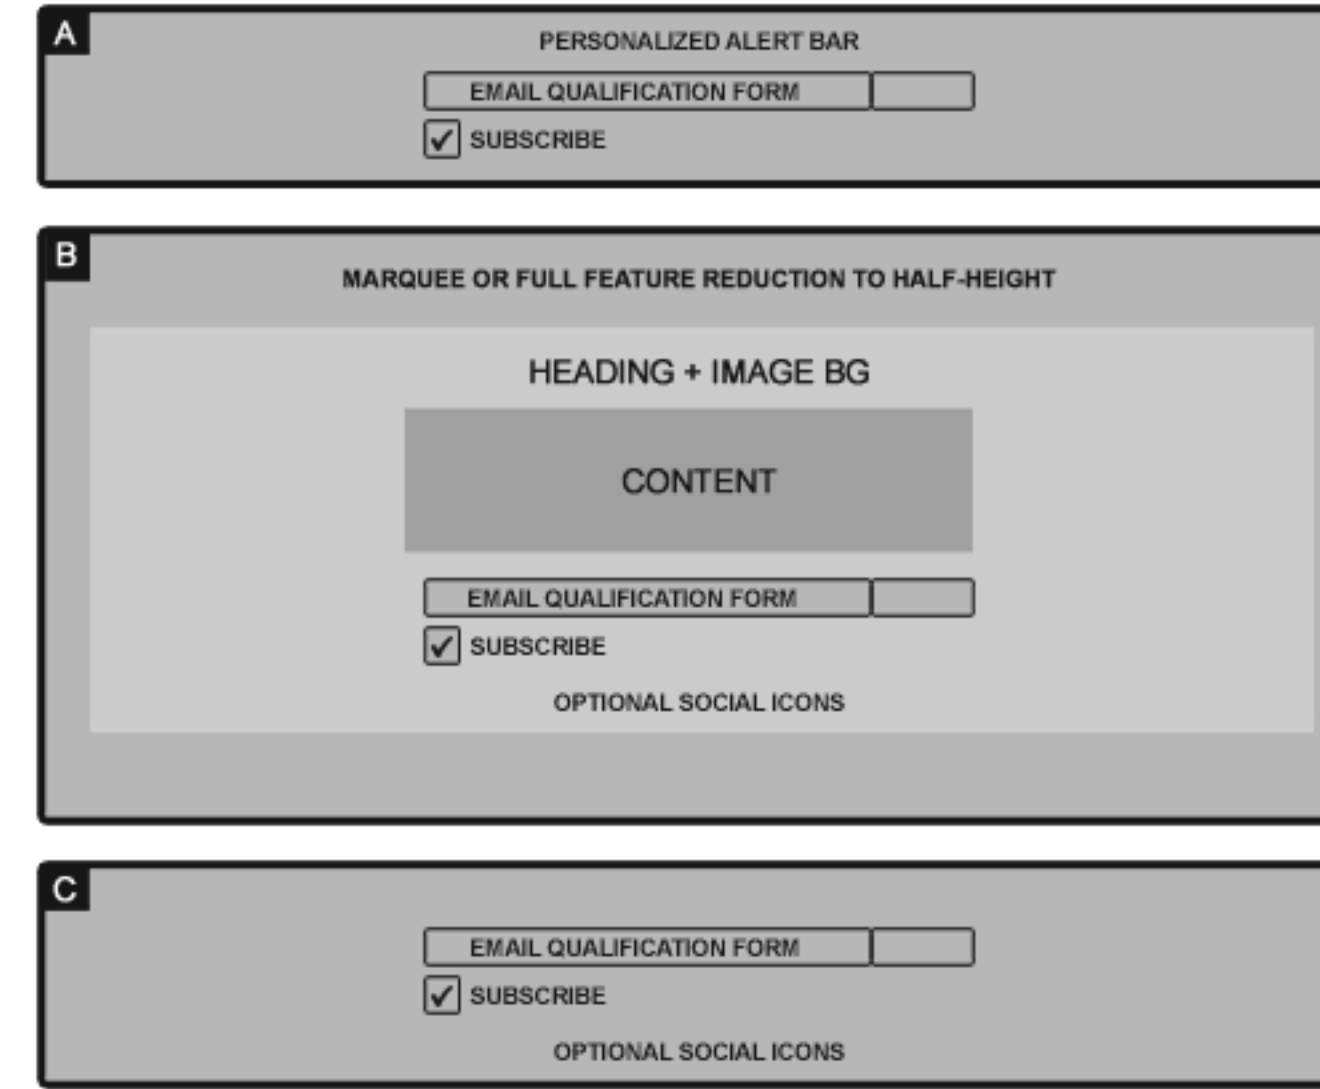 A
PERSONALIZED ALERT BAR
EMAIL QUALIFICATION FORM
SUBSCRIBE
B
MARQUEE OR FULL FEATURE REDUCTION TO HALF-HEIGHT
HEADING + IMAGE BG
CONTENT
EMAIL QUALIFICATION FORM
SUBSCRIBE
OPTIONAL SOCIAL ICONS
C
EMAIL QUALIFICATION FORM
SUBSCRIBE
OPTIONAL SOCIAL ICONS